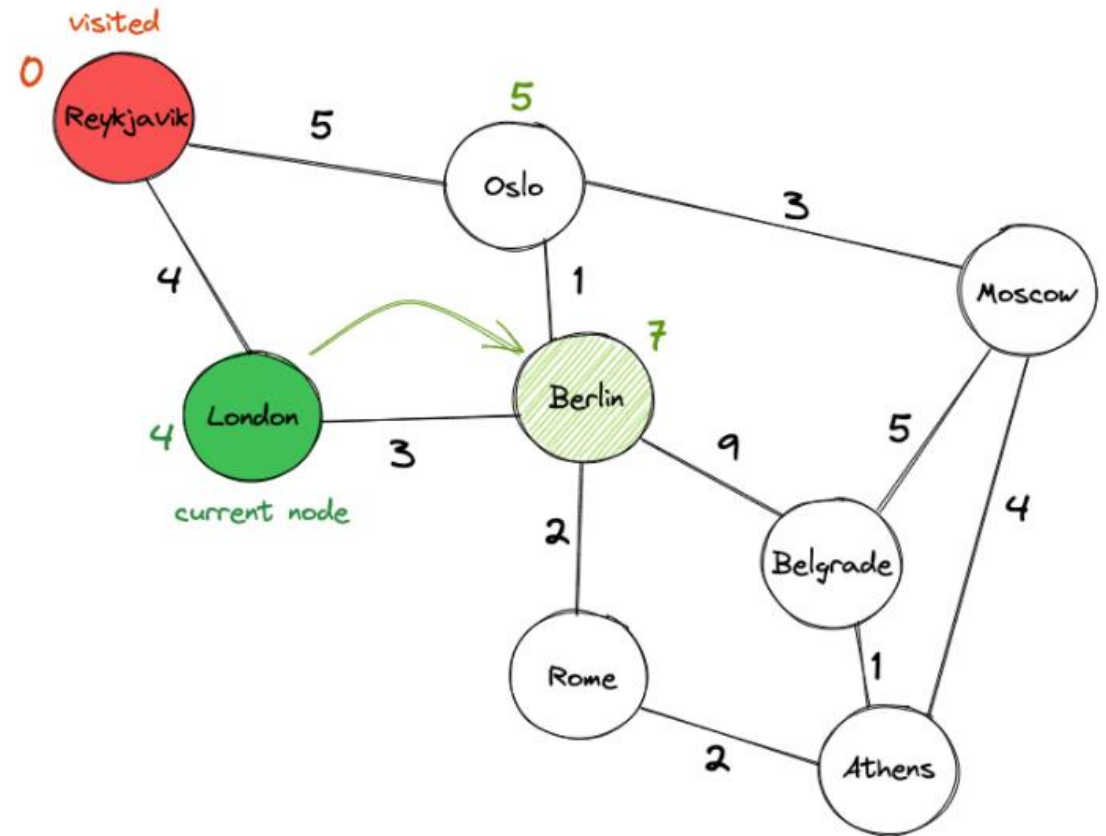 visited
0
Reykjavik
5
5
Oslo
3
Moscow
4
1
7
London
4
current node
3
Berlin
9
5
4
2
Belgrade
1
Rome
2
Athens